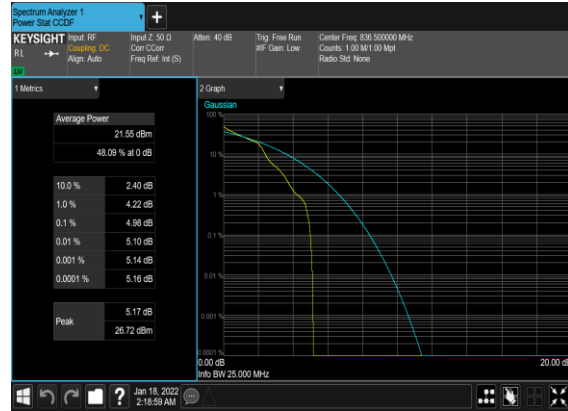 Spectrum Analyzer 1
Power Stat CCDF
KEYSIGHT
RL
Input: RF
Coupling: DC
Align: Auto
Input Z: 50 Ω
Corr CCorr
Freq Ref: Int (S)
Atten: 40 dB
Trig: Free Run
#IF Gain: Low
Center Freq: 836.500000 MHz
Counts: 1.00 M/1.00 Mpt
Radio Std: None
1 Metrics
Average Power
21.55 dBm
48.09 % at 0 dB
10.0 % 2.40 dB
1.0 % 4.22 dB
0.1 % 4.98 dB
0.01 % 5.10 dB
0.001 % 5.14 dB
0.0001 % 5.16 dB
Peak
5.17 dB
26.72 dBm
2 Graph
Gaussian
100 %
10 %
1 %
0.1 %
0.01 %
0.001 %
0.0001 %
0.00 dB
20.00 dB
Info BW 25.000 MHz
?
Jan 18, 2022
2:18:59 AM